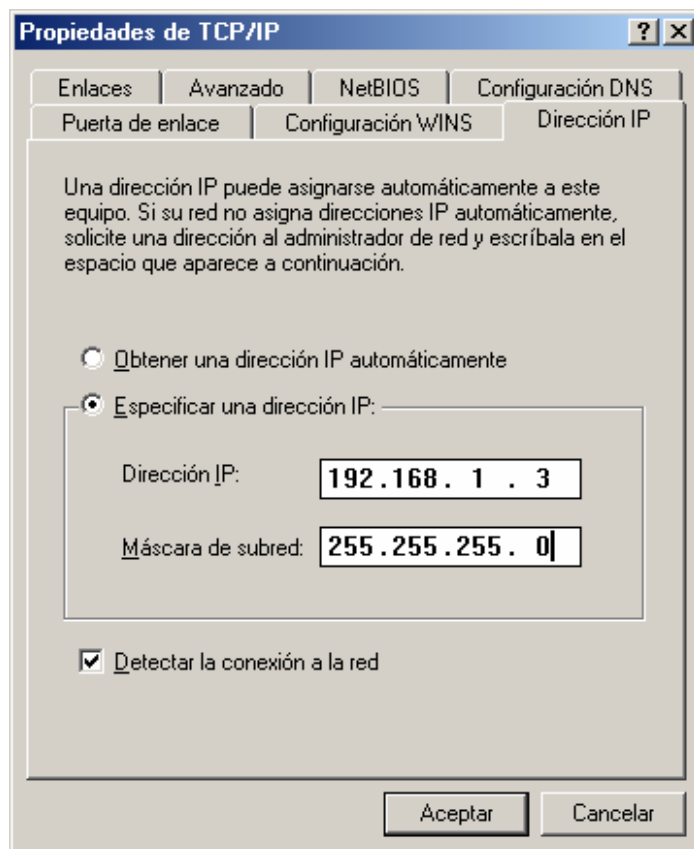 Propiedades de TCP/IP
Enlaces Avanzado NetBIOS Configuración DNS
Puerta de enlace Configuración WINS Dirección IP
Una dirección IP puede asignarse automáticamente a este
equipo. Si su red no asigna direcciones IP automáticamente,
solicite una dirección al administrador de red y escríbala en el
espacio que aparece a continuación.
Obtener una dirección IP automáticamente
Especificar una dirección IP:
Dirección IP: 192.168. 1 . 3
Máscara de subred: 255.255.255. 0
Detectar la conexión a la red
Aceptar Cancelar